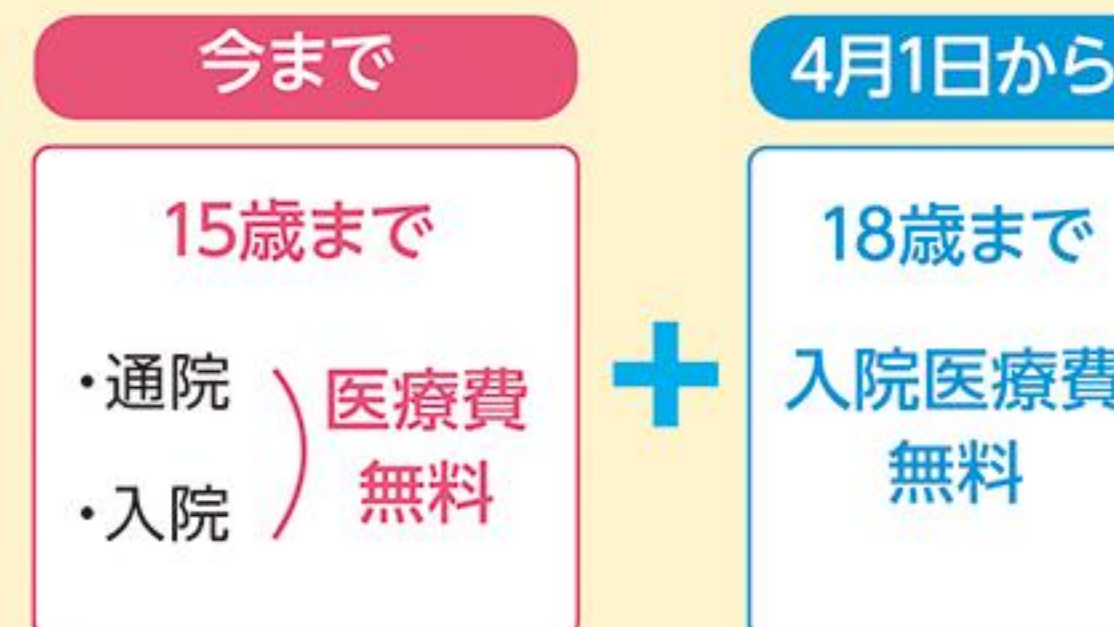 今まで
15歳まで
・通院
・入院
医療費
無料
+
4月1日から
18歳まで
入院医療費
無料